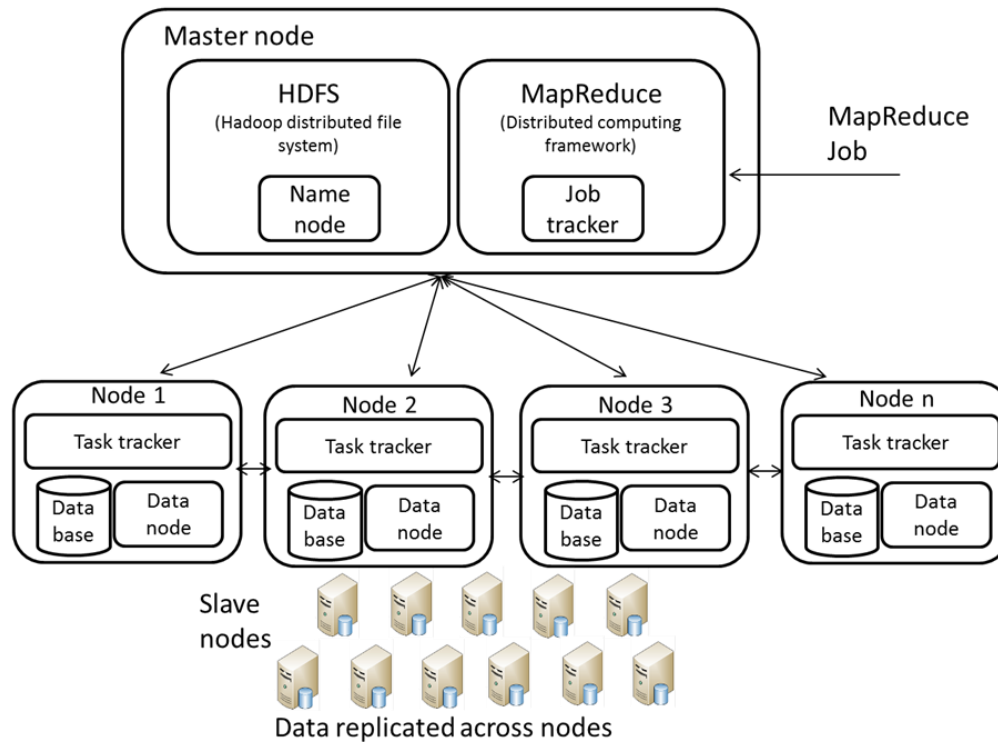 Master node
HDFS
(Hadoop distributed file
system)
Name
node
MapReduce
(Distributed computing
framework)
Job
tracker
MapReduce
Job
Node 1
Task tracker
Data
base
Data
node
Node 2
Task tracker
Data
base
Data
node
Node 3
Task tracker
Data
base
Data
node
Node n
Task tracker
Data
base
Data
node
Slave
nodes
Data replicated across nodes